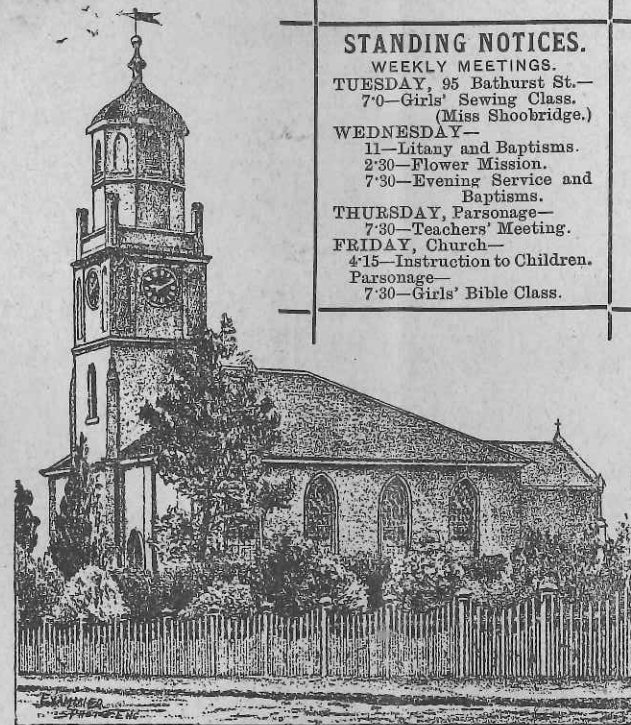 STANDING NOTICES.
WEEKLY MEETINGS.
TUESDAY, 95 Bathurst St.—
7·0—Girls' Sewing Class.
(Miss Shoobridge.)
WEDNESDAY—
11—Litany and Baptisms.
2·30—Flower Mission.
7·30—Evening Service and
Baptisms.
THURSDAY, Parsonage—
7·30—Teachers' Meeting.
FRIDAY, Church—
4·15—Instruction to Children.
Parsonage—
7·30—Girls' Bible Class.
EXAMINER